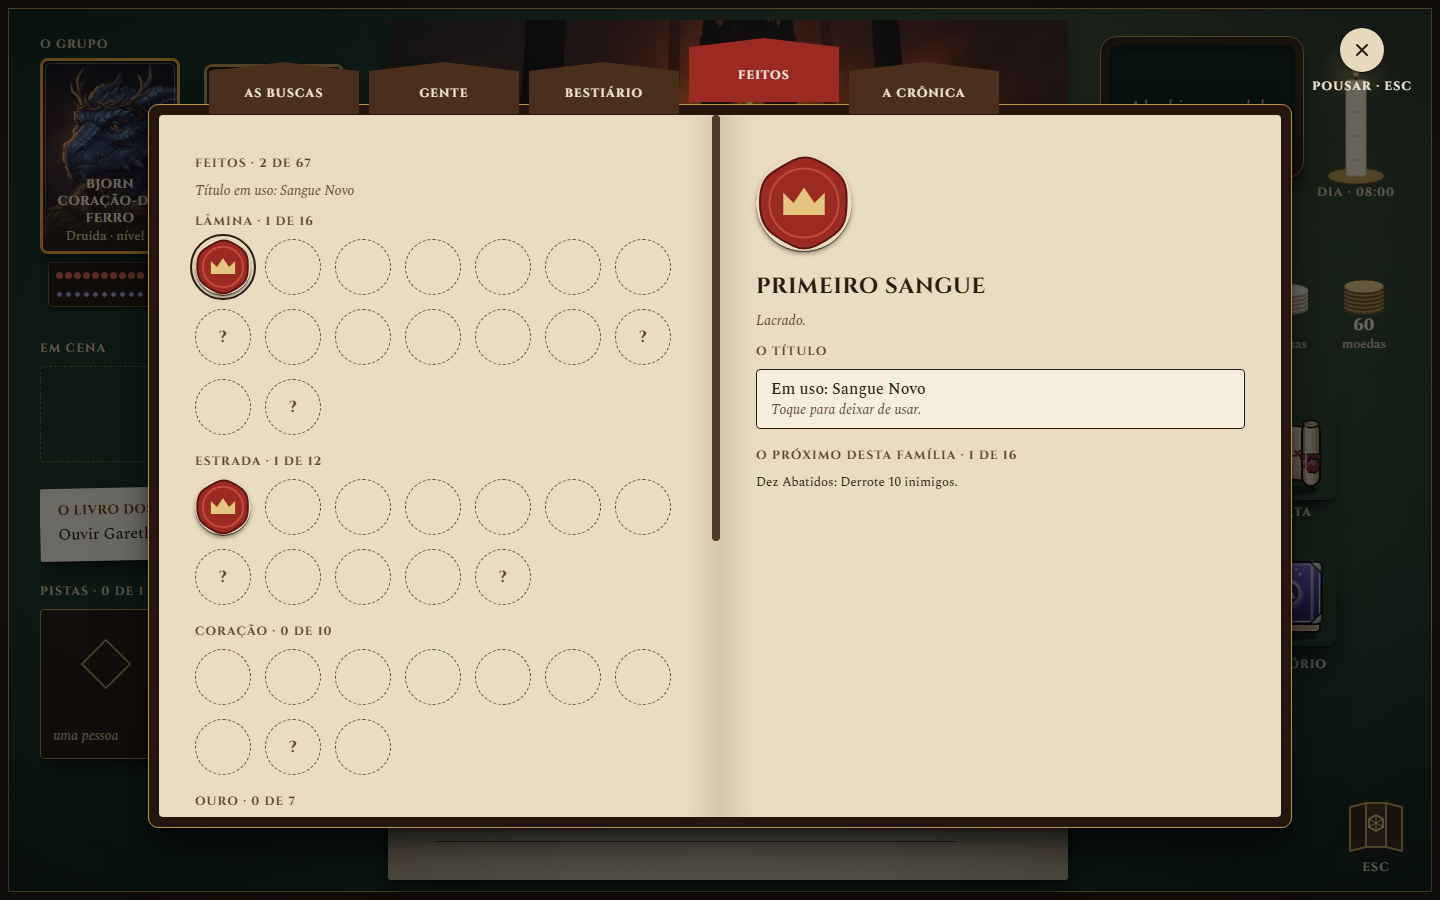 O GRUPO
BJORN
CORAÇÃO-D
FERRO
Druida · nível
EM CENA
O LIVRO DO
Ouvir Garet
PISTAS · 0 DE 1
uma pessoa
AS BUSCAS
GENTE
BESTIÁRIO
FEITOS
A CRÔNICA
FEITOS · 2 DE 67
Título em uso: Sangue Novo
LÂMINA · 1 DE 16
?
?
?
ESTRADA · 1 DE 12
?
?
CORAÇÃO · 0 DE 10
?
OURO · 0 DE 7
PRIMEIRO SANGUE
Lacrado.
O TÍTULO
Em uso: Sangue Novo
Toque para deixar de usar.
O PRÓXIMO DESTA FAMÍLIA · 1 DE 16
Dez Abatidos: Derrote 10 inimigos.
POUSAR · ESC
DIA · 08:00
60
moedas
ESC